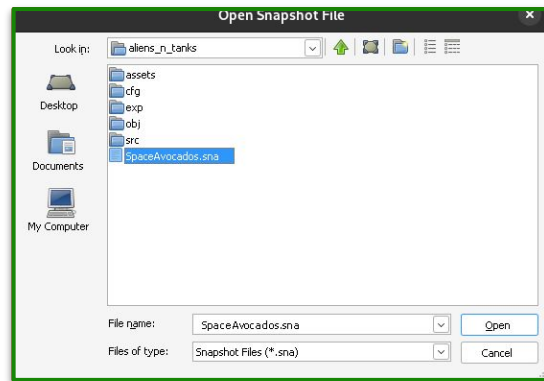 Open Snapshot File
Look in:
aliens_n_tanks
Desktop
Documents
My Computer
assets
cfg
exp
obj
src
SpaceAvocados.sna
File name:
SpaceAvocados.sna
Open
Files of type:
Snapshot Files (*.sna)
Cancel